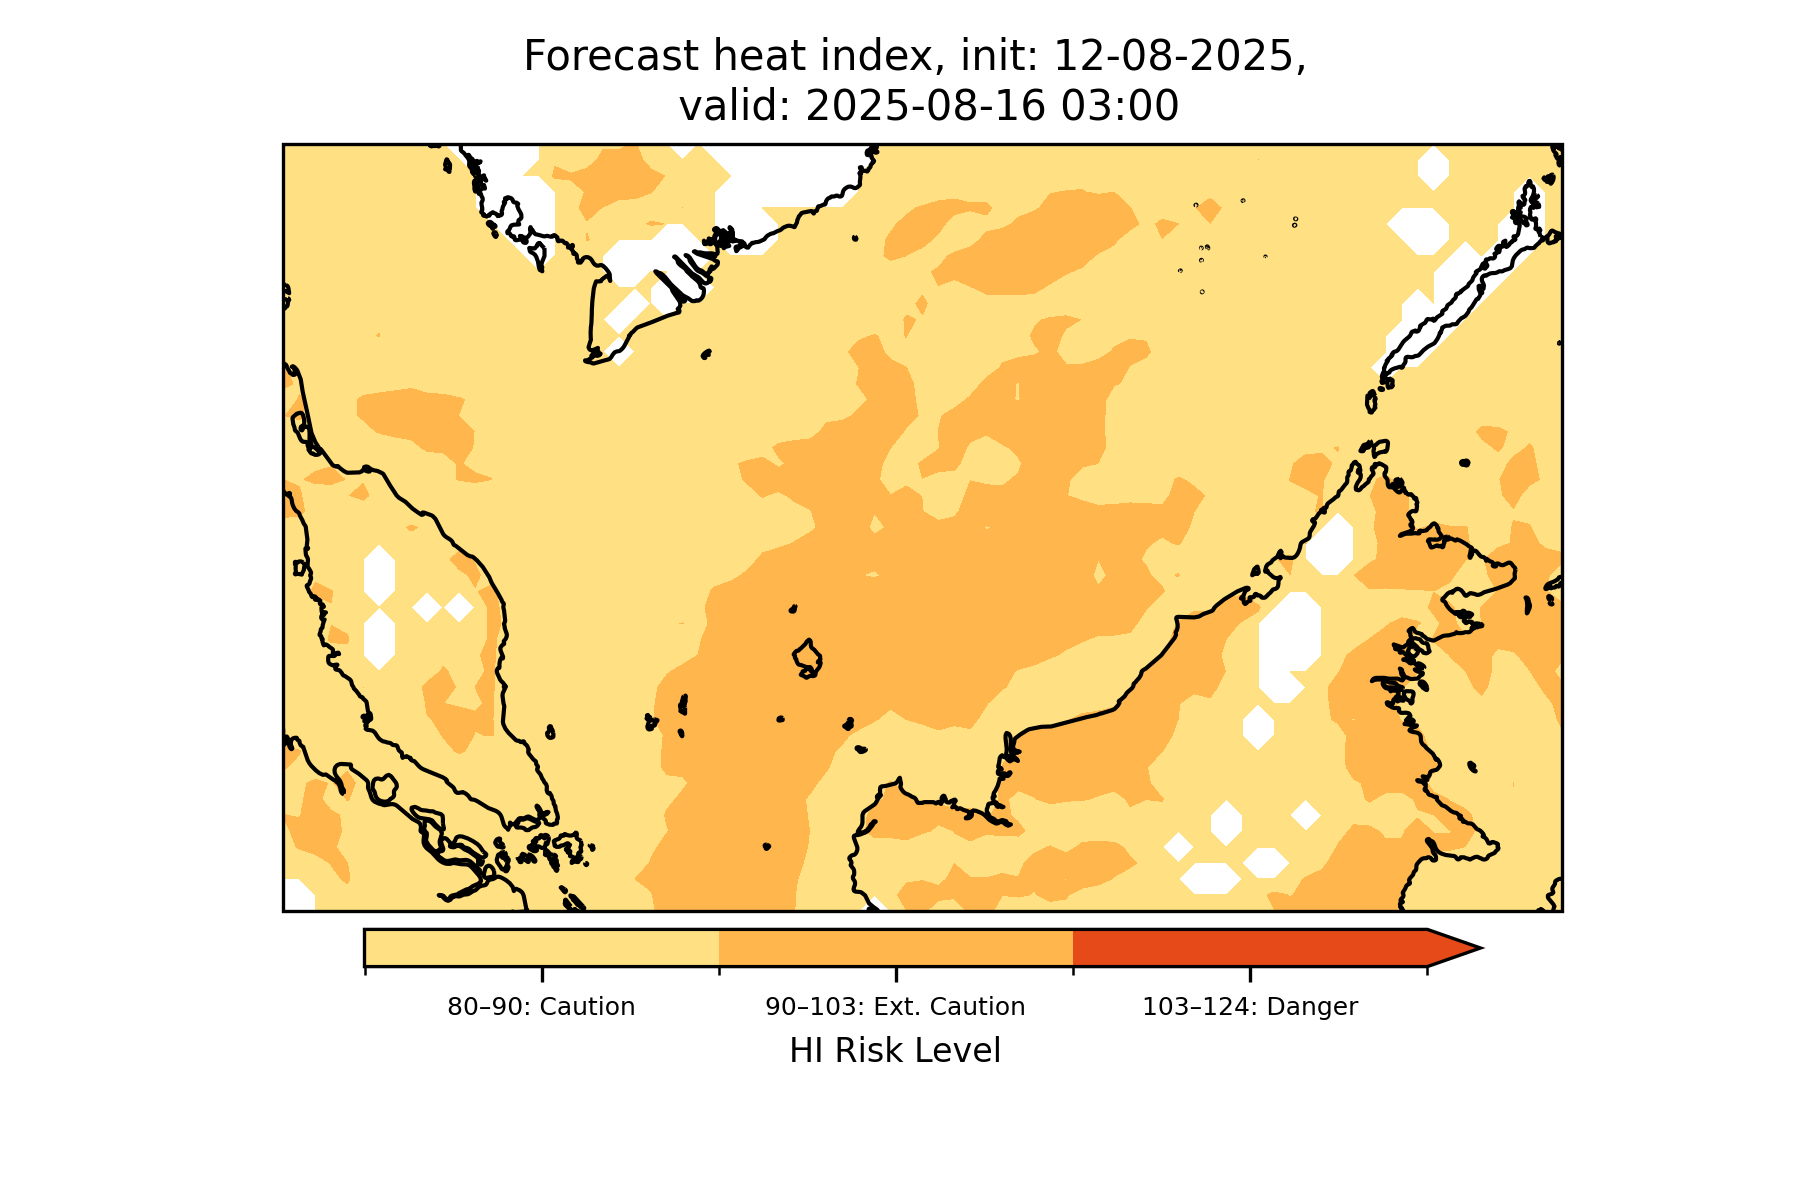 Forecast heat index, init: 12-08-2025,
valid: 2025-08-16 03:00
80–90: Caution
90–103: Ext. Caution
103–124: Danger
HI Risk Level